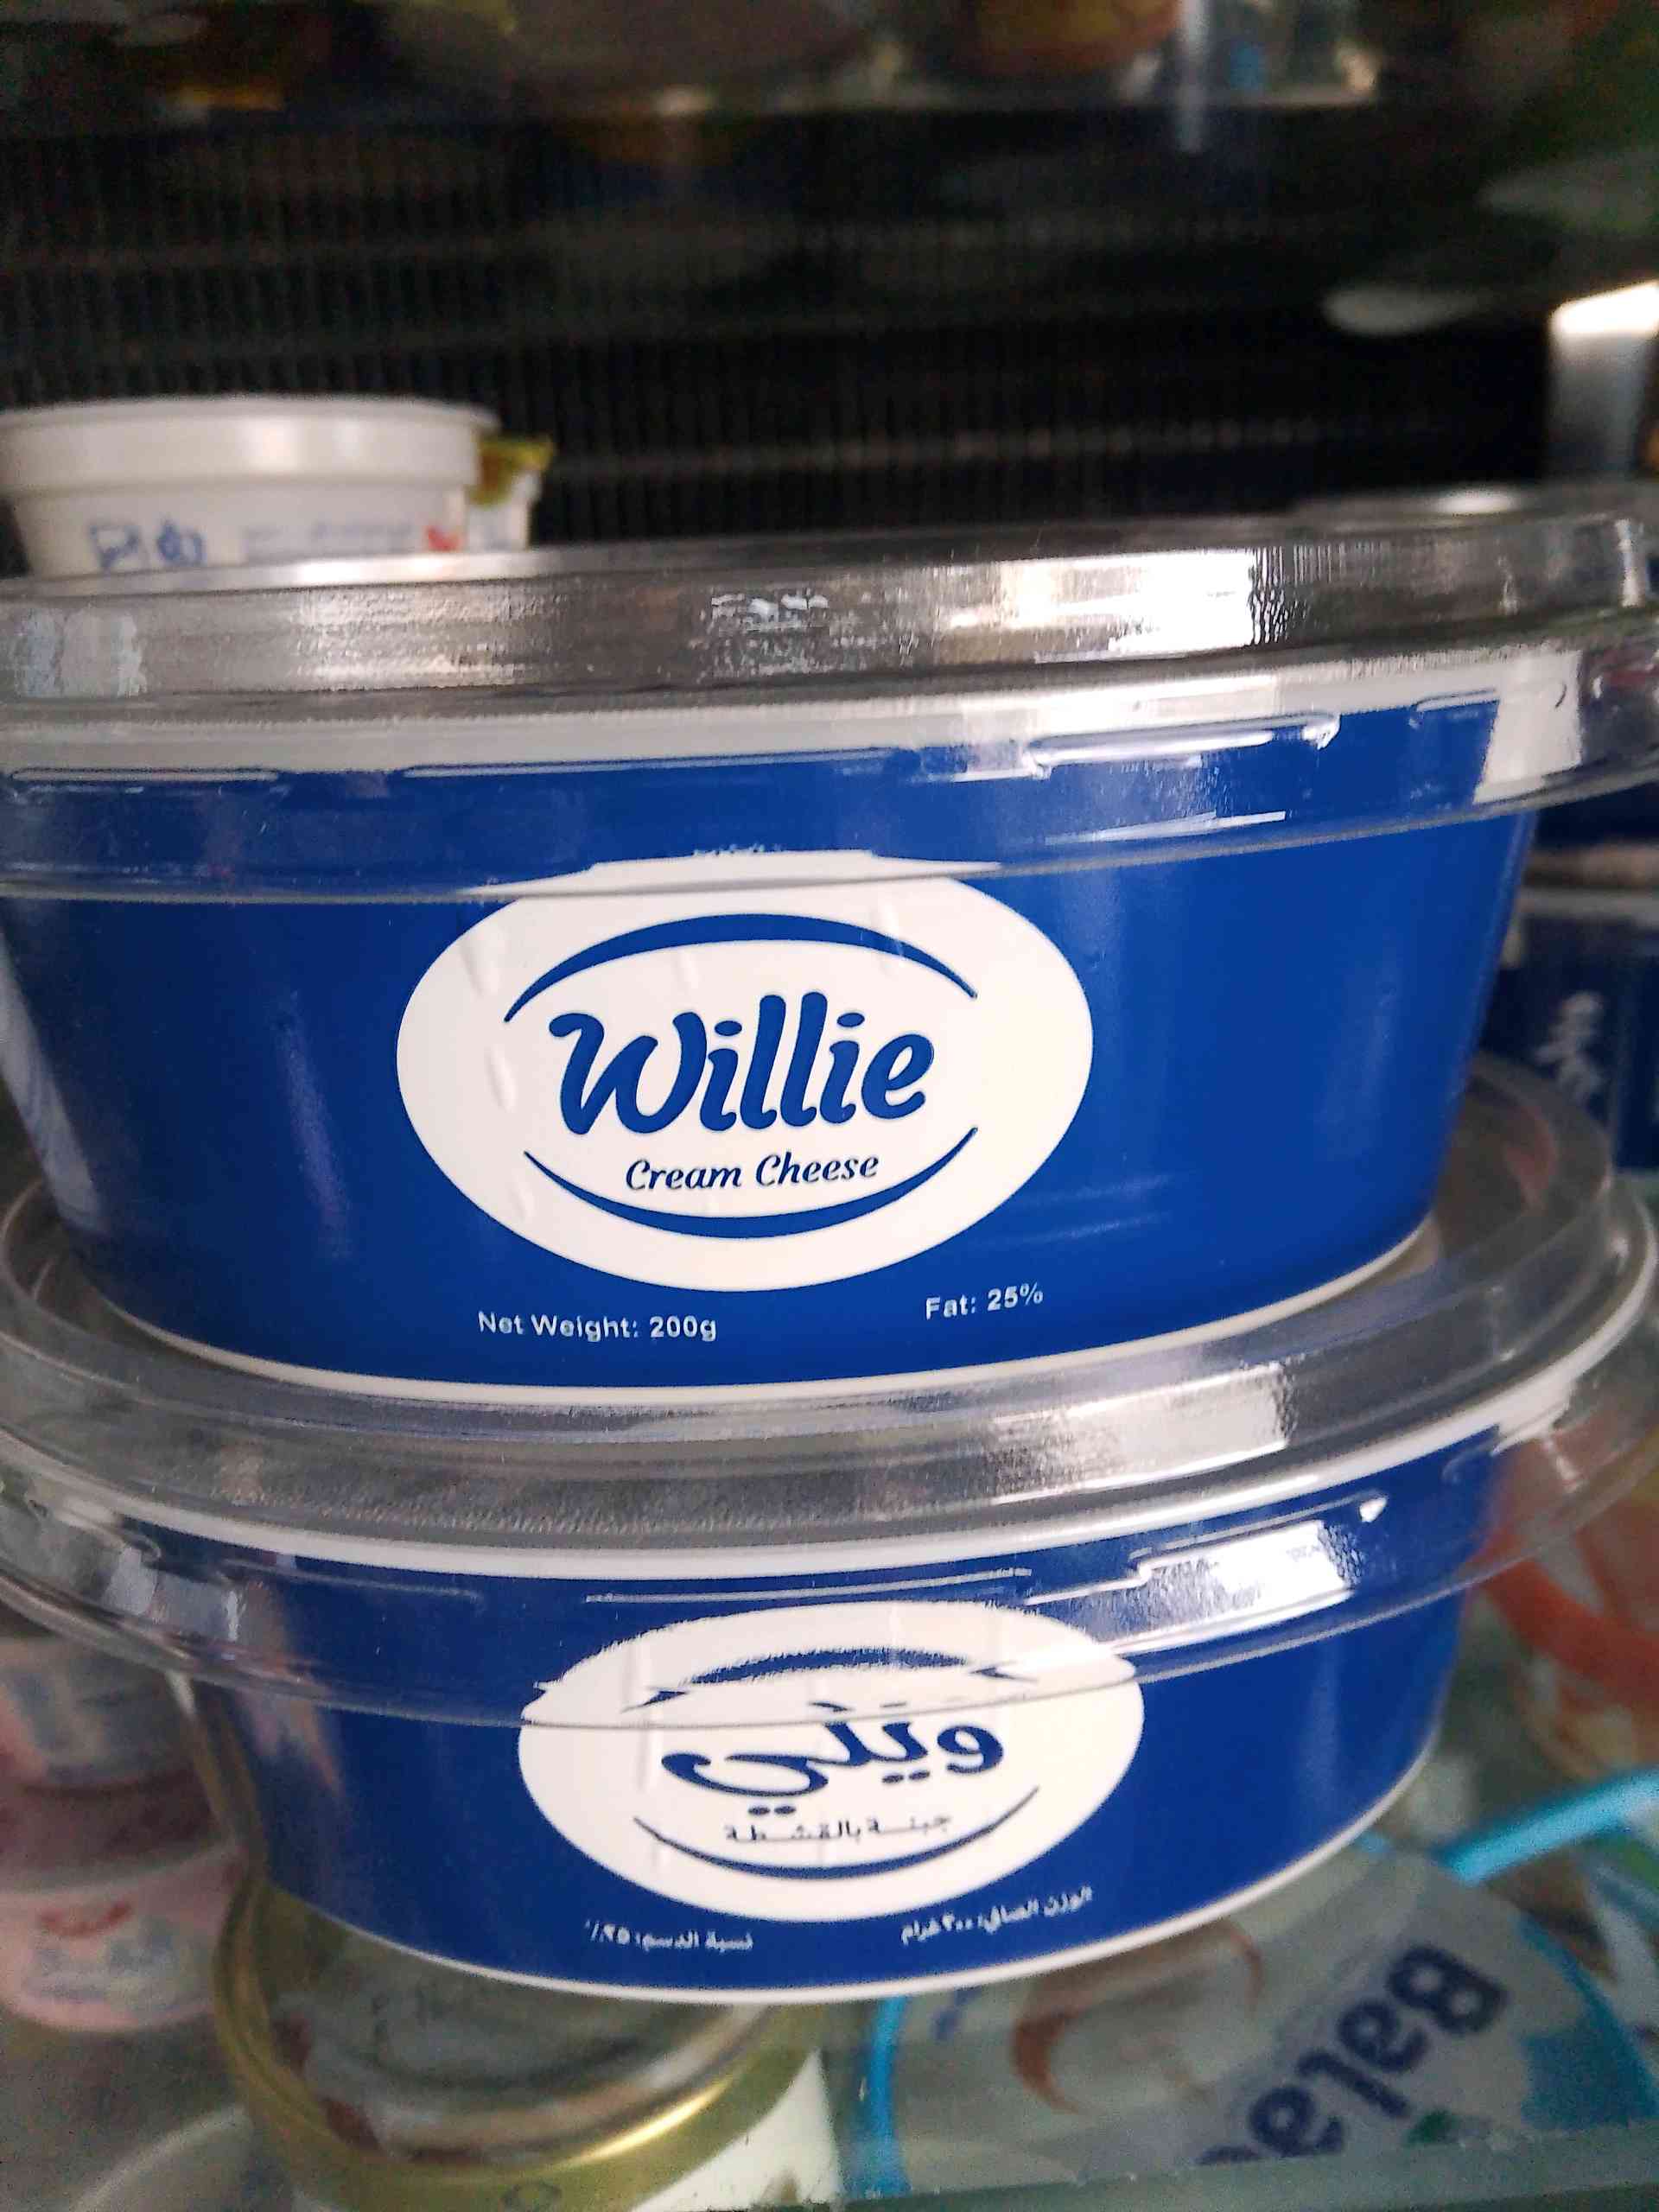 Willie
Cream Cheese
Net Weight: 200g
Fat: 25%
ويلي
جبنة بالقشطة
الوزن الصافي: ٢٠٠ غرام
نسبة الدسم: ٢٥٪